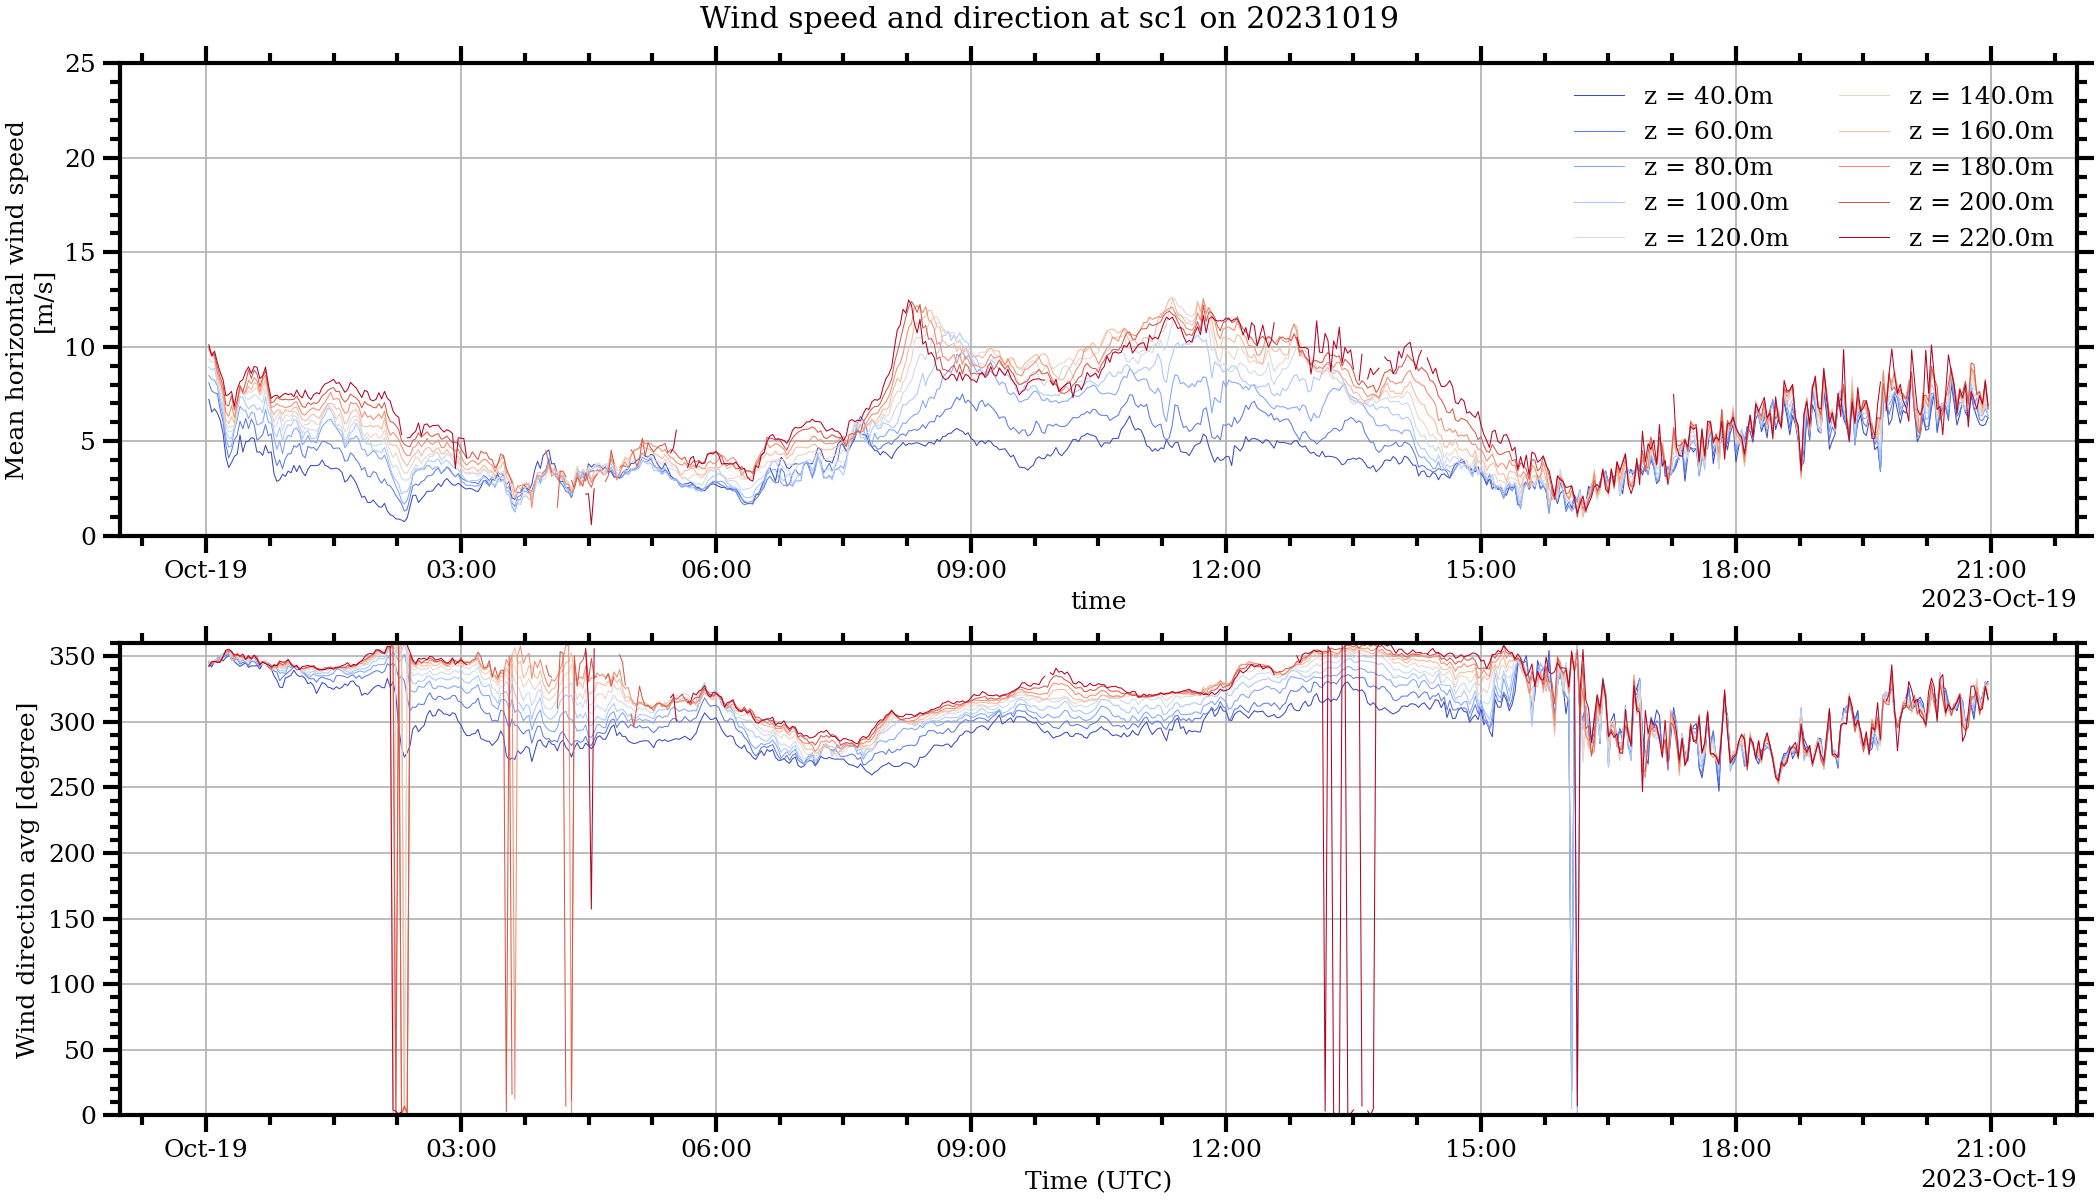 Wind speed and direction at sc1 on 20231019
25
20
15
10
5
0
Mean horizontal wind speed
[m/s]
z = 40.0m
z = 60.0m
z = 80.0m
z = 100.0m
z = 120.0m
z = 140.0m
z = 160.0m
z = 180.0m
z = 200.0m
z = 220.0m
Oct-19 03:00 06:00 09:00 12:00 15:00 18:00 21:00
time
2023-Oct-19
350
300
250
200
150
100
50
0
Wind direction avg [degree]
Oct-19 03:00 06:00 09:00 12:00 15:00 18:00 21:00
Time (UTC)
2023-Oct-19